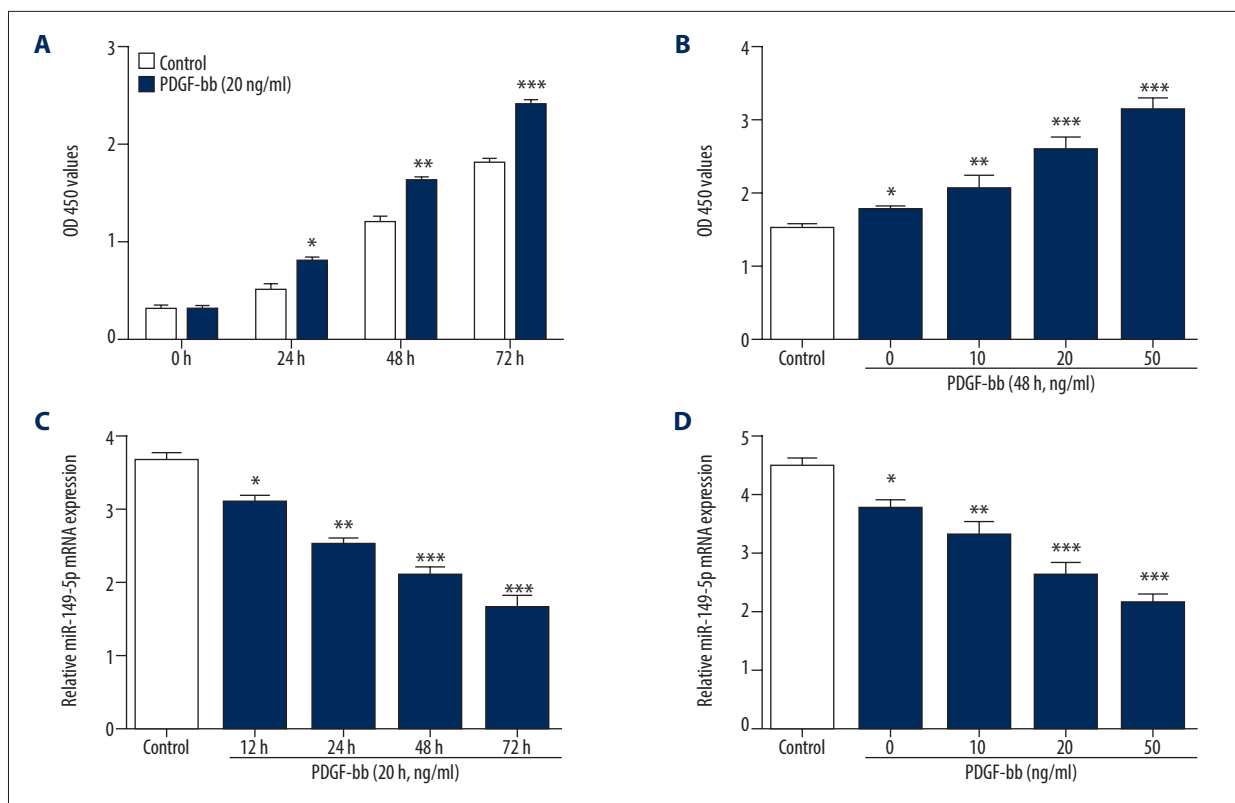 A
Control
PDGF-bb (20 ng/ml)
OD 450 values
3
2
1
0
*
**
***
0 h 24 h 48 h 72 h
B
OD 450 values
4
3
2
1
0
*
**
***
***
Control 0 10 20 50
PDGF-bb (48 h, ng/ml)
C
Relative miR-149-5p mRNA expression
4
3
2
1
0
*
**
***
***
Control 12 h 24 h 48 h 72 h
PDGF-bb (20 h, ng/ml)
D
Relative miR-149-5p mRNA expression
5
4
3
2
1
0
*
**
***
***
Control 0 10 20 50
PDGF-bb (ng/ml)